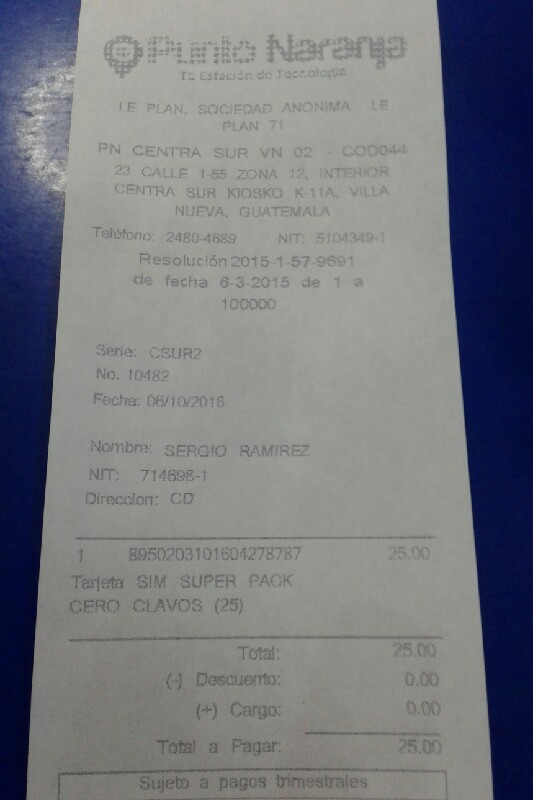 Punto Naranja
Tu Estación de Tecnología
LE PLAN, SOCIEDAD ANONIMA LE
PLAN 71
PN CENTRA SUR VN 02 - COD044
23 CALLE 1-55 ZONA 12, INTERIOR
CENTRA SUR KIOSKO K-11A, VILLA
NUEVA, GUATEMALA
Teléfono: 2480-4689 NIT: 5104349-1
Resolución 2015-1-57-9591
de fecha 6-3-2015 de 1 a
100000
Serie: CSUR2
No. 10482
Fecha: 06/10/2016
Nombre: SERGIO RAMIREZ
NIT: 714698-1
Direccion: CD
1 8950203101604278787 25.00
Tarjeta SIM SUPER PACK
CERO CLAVOS (25)
Total: 25.00
(-) Descuento: 0.00
(+) Cargo: 0.00
Total a Pagar: 25.00
Sujeto a pagos trimestrales